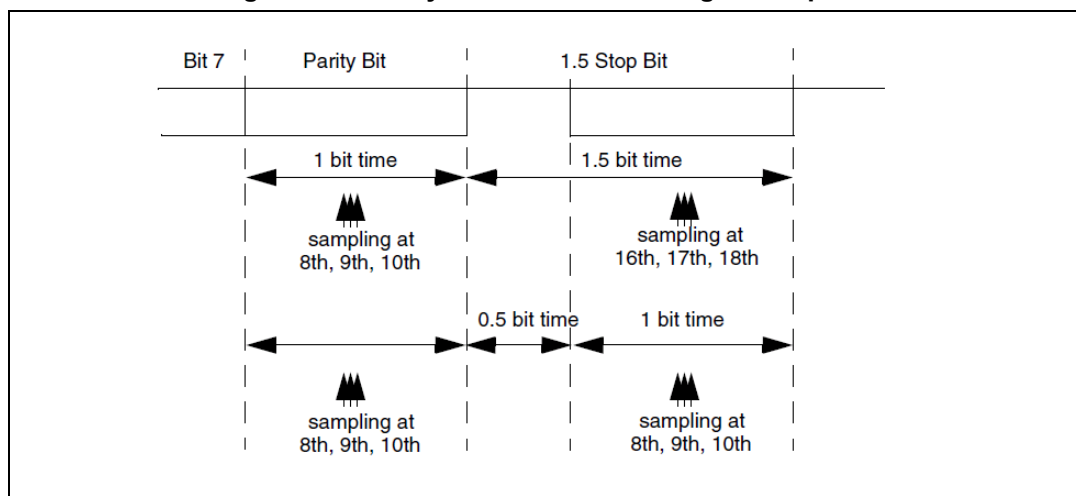 Bit 7 Parity Bit 1.5 Stop Bit
1 bit time 1.5 bit time
sampling at
8th, 9th, 10th
sampling at
16th, 17th, 18th
0.5 bit time 1 bit time
sampling at
8th, 9th, 10th
sampling at
8th, 9th, 10th